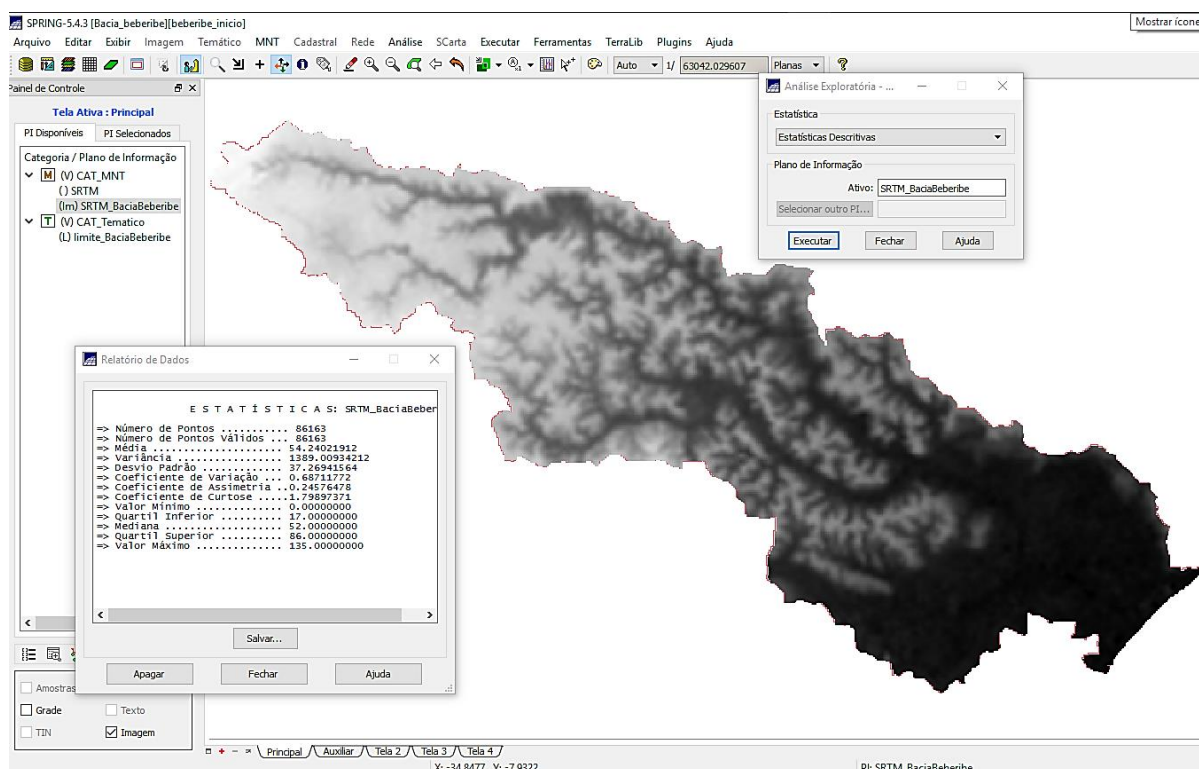 SPRING-5.4.3 [Bacia_beberibe][beberibe_inicio]
Mostrar ícone
Arquivo Editar Exibir Imagem Temático MNT Cadastral Rede Análise SCarta Executar Ferramentas TerraLib Plugins Ajuda
Auto 1/ 63042.029607 Planas
Painel de Controle
Tela Ativa : Principal
PI Disponíveis PI Selecionados
Categoria / Plano de Informação
M (V) CAT_MNT
() SRTM
(Im) SRTM_BaciaBeberibe
T (V) CAT_Tematico
(L) limite_BaciaBeberibe
Análise Exploratória - ...
Estatística
Estatísticas Descritivas
Plano de Informação
Ativo: SRTM_BaciaBeberibe
Selecionar outro PI...
Executar Fechar Ajuda
Relatório de Dados
E S T A T Í S T I C A S: SRTM_BaciaBeber
=> Número de Pontos .......... 86163
=> Número de Pontos Válidos ... 86163
=> Média ..................... 54.24021912
=> Variância ................. 1389.00934212
=> Desvio Padrão ............. 37.26941564
=> Coeficiente de Variação ... 0.68711772
=> Coeficiente de Assimetria ..0.24576478
=> Coeficiente de Curtose .....1.79897371
=> Valor Mínimo .............. 0.00000000
=> Quartil Inferior .......... 17.00000000
=> Mediana ................... 52.00000000
=> Quartil Superior .......... 86.00000000
=> Valor Máximo .............. 135.00000000
Salvar...
Apagar Fechar Ajuda
Amostras
Grade Texto
TIN Imagem
Principal Auxiliar Tela 2 Tela 3 Tela 4
X: -34.8477 Y: -7.9322 PI: SRTM_BaciaBeberibe